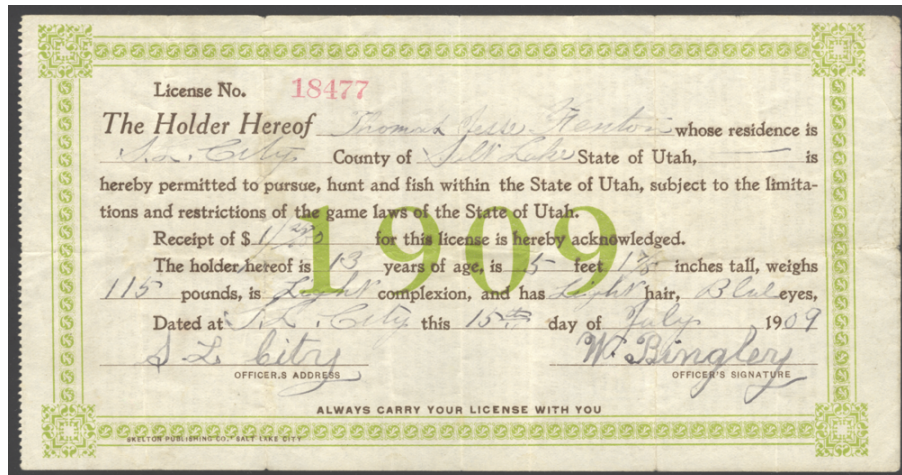 License No. 18477
The Holder Hereof Thomas Jesse Fenton whose residence is
S. L. City County of Salt Lake State of Utah, — is
hereby permitted to pursue, hunt and fish within the State of Utah, subject to the limita-
tions and restrictions of the game laws of the State of Utah.
1909
Receipt of $ 1 for this license is hereby acknowledged.
The holder hereof is 13 years of age, is 5 feet inches tall, weighs
115 pounds, is Light complexion, and has Light hair, Blue eyes,
Dated at S. L. City this 15th day of July 1909
S L City W. Bingley
OFFICER.S ADDRESS OFFICER'S SIGNATURE
ALWAYS CARRY YOUR LICENSE WITH YOU
SKELTON PUBLISHING CO., SALT LAKE CITY